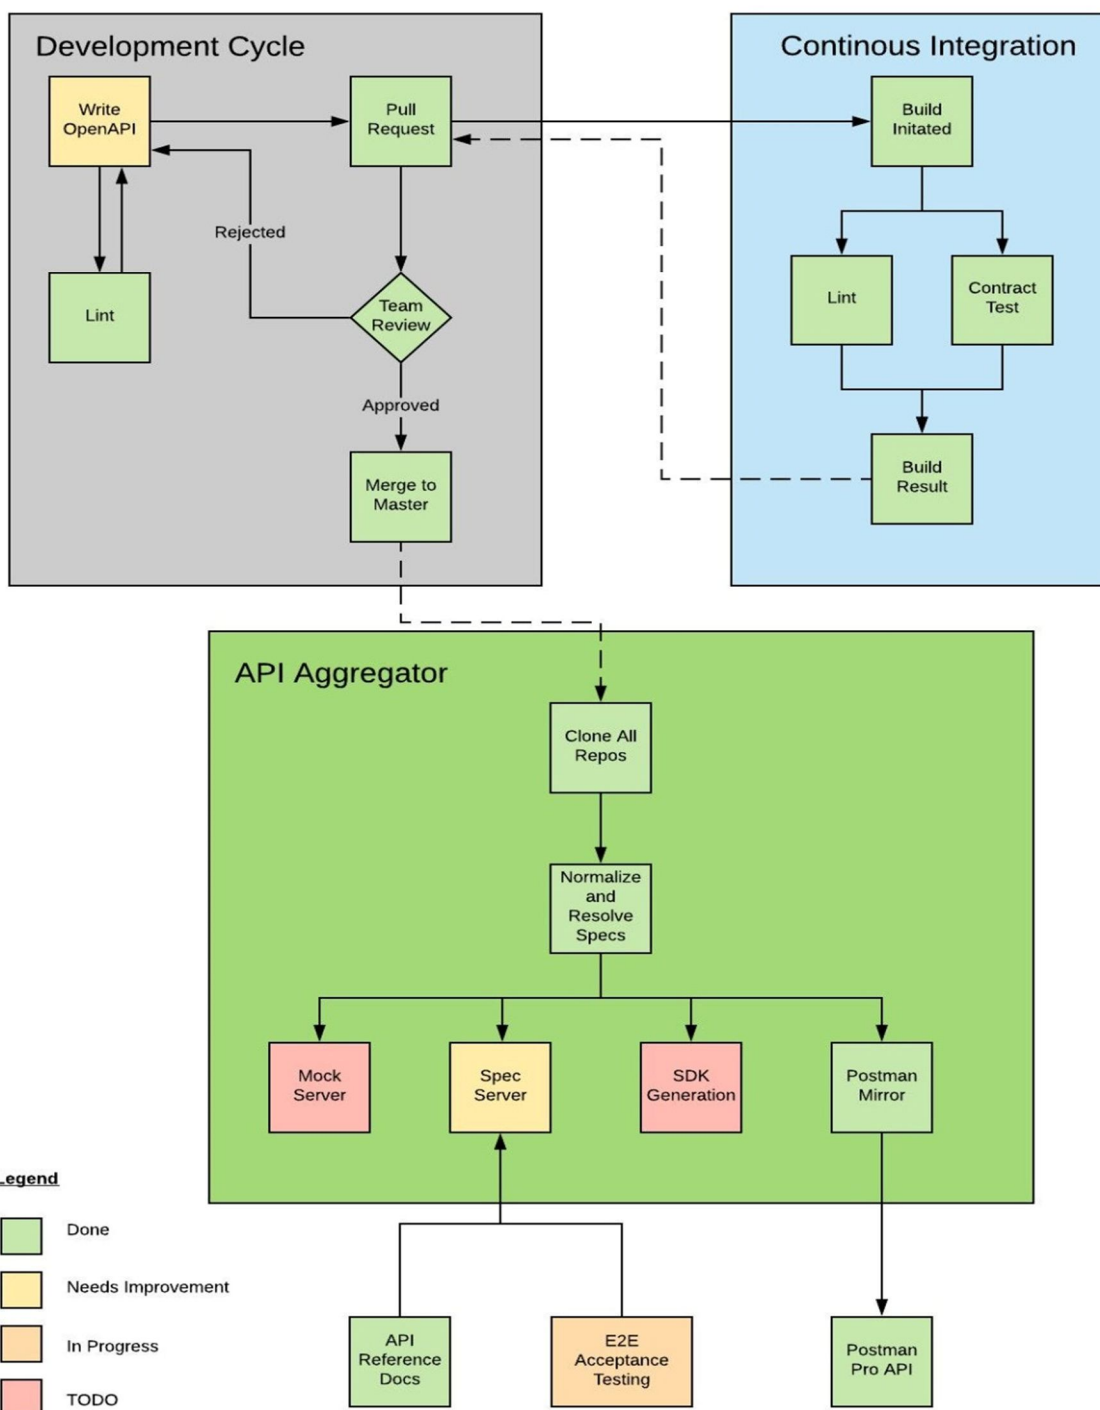 Development Cycle
Write
OpenAPI
Pull
Request
Rejected
Lint
Team
Review
Approved
Merge to
Master
Continous Integration
Build
Initated
Lint
Contract
Test
Build
Result
API Aggregator
Clone All
Repos
Normalize
and
Resolve
Specs
Mock
Server
Spec
Server
SDK
Generation
Postman
Mirror
Legend
Done
Needs Improvement
In Progress
TODO
API
Reference
Docs
E2E
Acceptance
Testing
Postman
Pro API